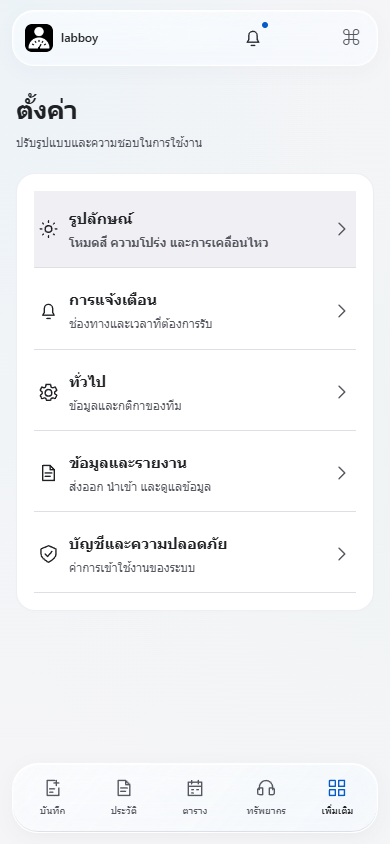 labboy
ตั้งค่า
ปรับรูปแบบและความชอบในการใช้งาน
รูปลักษณ์
โหมดสี ความโปร่ง และการเคลื่อนไหว
การแจ้งเตือน
ช่องทางและเวลาที่ต้องการรับ
ทั่วไป
ข้อมูลและกติกาของทีม
ข้อมูลและรายงาน
ส่งออก นำเข้า และดูแลข้อมูล
บัญชีและความปลอดภัย
ค่าการเข้าใช้งานของระบบ
บันทึก ประวัติ ตาราง ทรัพยากร เพิ่มเติม